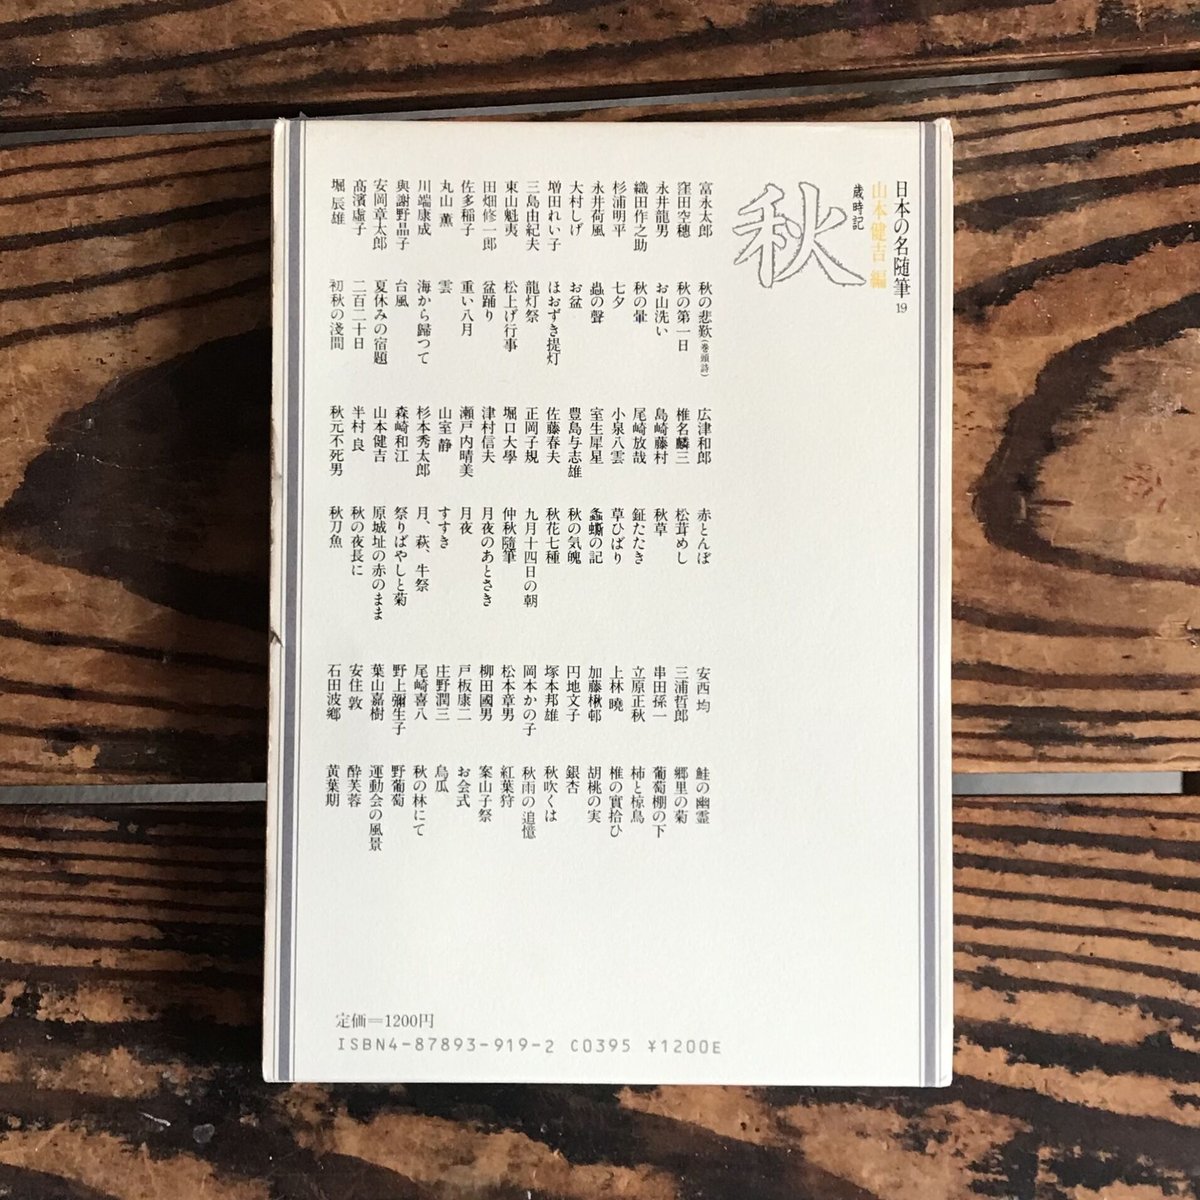 日本の名随筆19
山本健吉 編
歳時記
秋
富永太郎 秋の悲歎(巻頭詩)
窪田空穂 秋の第一日
永井龍男 お山洗い
織田作之助 秋の暈
杉浦明平 七夕
永井荷風 蟲の聲
大村しげ お盆
増田れい子 ほおずき提灯
三島由紀夫 龍灯祭
東山魁夷 松上げ行事
田畑修一郎 盆踊り
佐多稲子 重い八月
丸山 薫 雲
川端康成 海から歸つて
與謝野晶子 台風
安岡章太郎 夏休みの宿題
高濱虚子 二百二十日
堀 辰雄 初秋の淺間
広津和郎 赤とんぼ
椎名麟三 松茸めし
島崎藤村 秋草
尾崎放哉 鉦たたき
小泉八雲 草ひばり
室生犀星 螽蟖の記
豊島与志雄 秋の気魄
佐藤春夫 秋花七種
正岡子規 九月十四日の朝
堀口大學 仲秋隨筆
津村信夫 月夜のあとさき
瀬戸内晴美 月夜
山室 静 すすき
杉本秀太郎 月、萩、牛祭
森崎和江 祭りばやしと菊
山本健吉 原城址の赤のまま
半村 良 秋の夜長に
秋元不死男 秋刀魚
安西 均 鮭の幽霊
三浦哲郎 郷里の菊
串田孫一 葡萄棚の下
立原正秋 柿と椋鳥
上林 曉 椎の實拾ひ
加藤楸邨 胡桃の実
円地文子 銀杏
塚本邦雄 秋吹くは
岡本かの子 秋雨の追憶
松本章男 紅葉狩
柳田國男 案山子祭
戸板康二 お会式
庄野潤三 烏瓜
尾崎喜八 秋の林にて
野上彌生子 野葡萄
葉山嘉樹 運動会の風景
安住 敦 酔芙蓉
石田波郷 黄葉期
定価=1200円
ISBN4-87893-919-2 C0395 ¥1200E